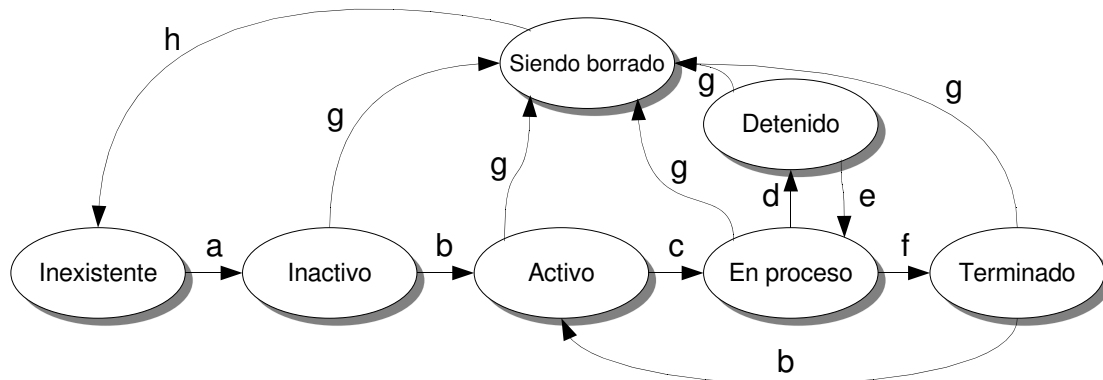 h
Siendo borrado
g
g
g
Detenido
g
g
d
e
Inexistente
a
Inactivo
b
Activo
c
En proceso
f
Terminado
b